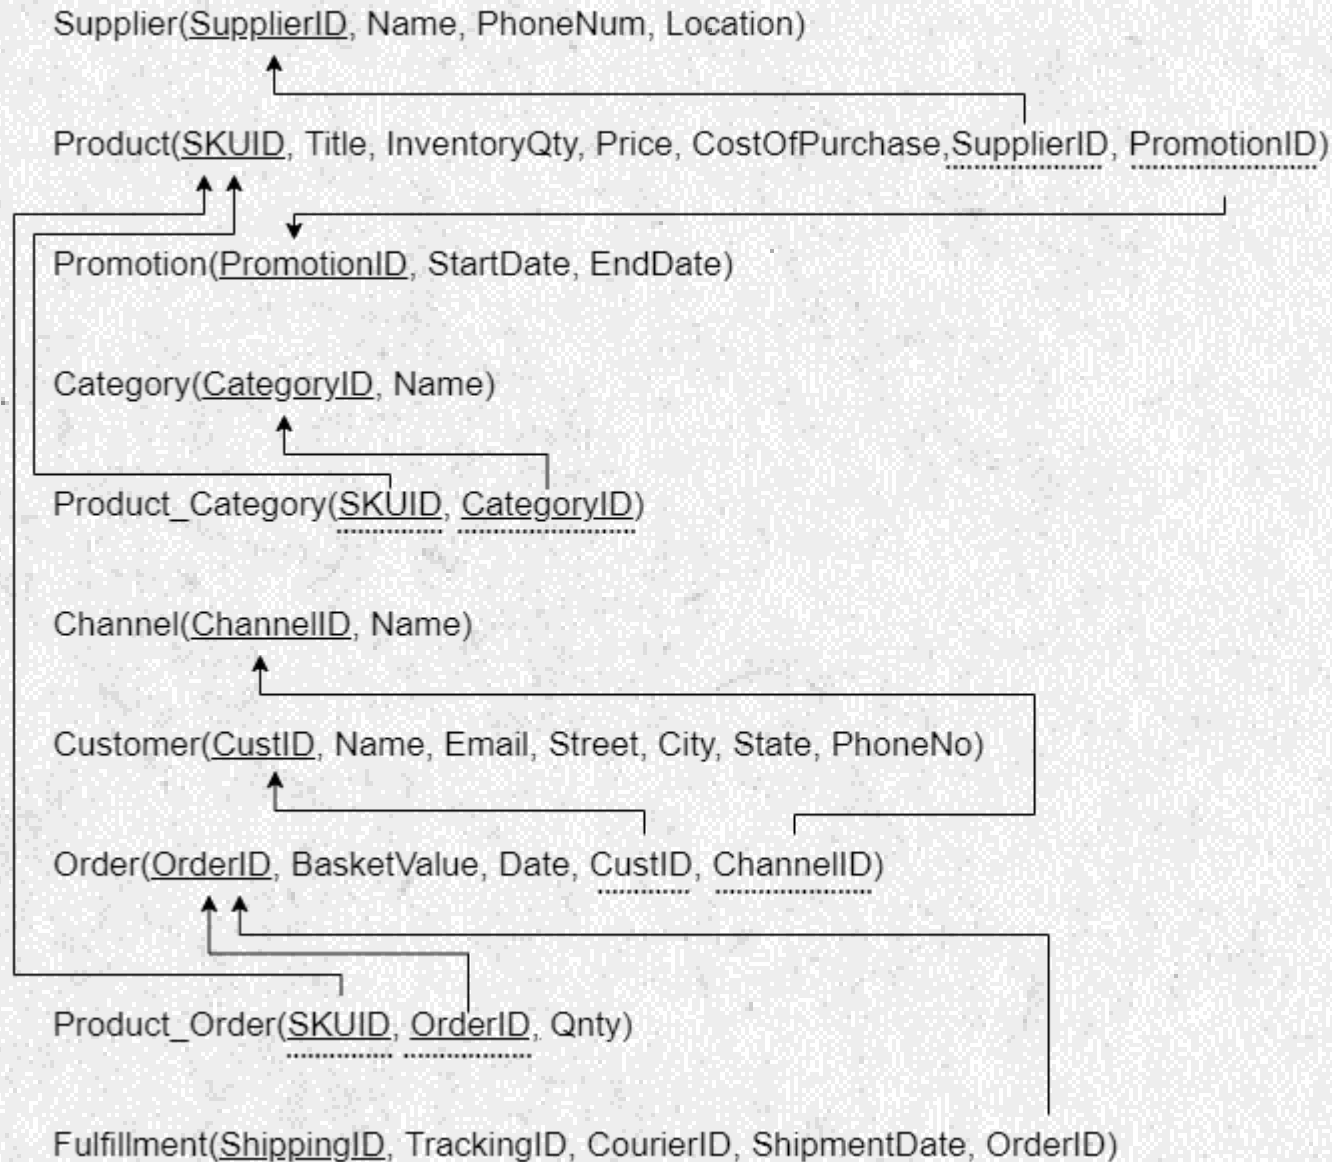 Supplier(SupplierID, Name, PhoneNum, Location)
Product(SKUID, Title, InventoryQty, Price, CostOfPurchase,SupplierID, PromotionID)
Promotion(PromotionID, StartDate, EndDate)
Category(CategoryID, Name)
Product_Category(SKUID, CategoryID)
Channel(ChannelID, Name)
Customer(CustID, Name, Email, Street, City, State, PhoneNo)
Order(OrderID, BasketValue, Date, CustID, ChannelID)
Product_Order(SKUID, OrderID, Qnty)
Fulfillment(ShippingID, TrackingID, CourierID, ShipmentDate, OrderID)